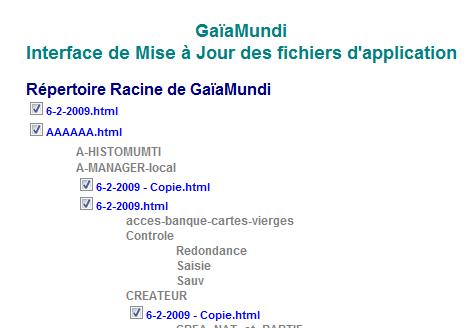 GaïaMundi
Interface de Mise à Jour des fichiers d'application
Répertoire Racine de GaïaMundi
6-2-2009.html
AAAAAA.html
A-HISTOMUMTI
A-MANAGER-local
6-2-2009 - Copie.html
6-2-2009.html
acces-banque-cartes-vierges
Controle
Redondance
Saisie
Sauv
CREATEUR
6-2-2009 - Copie.html